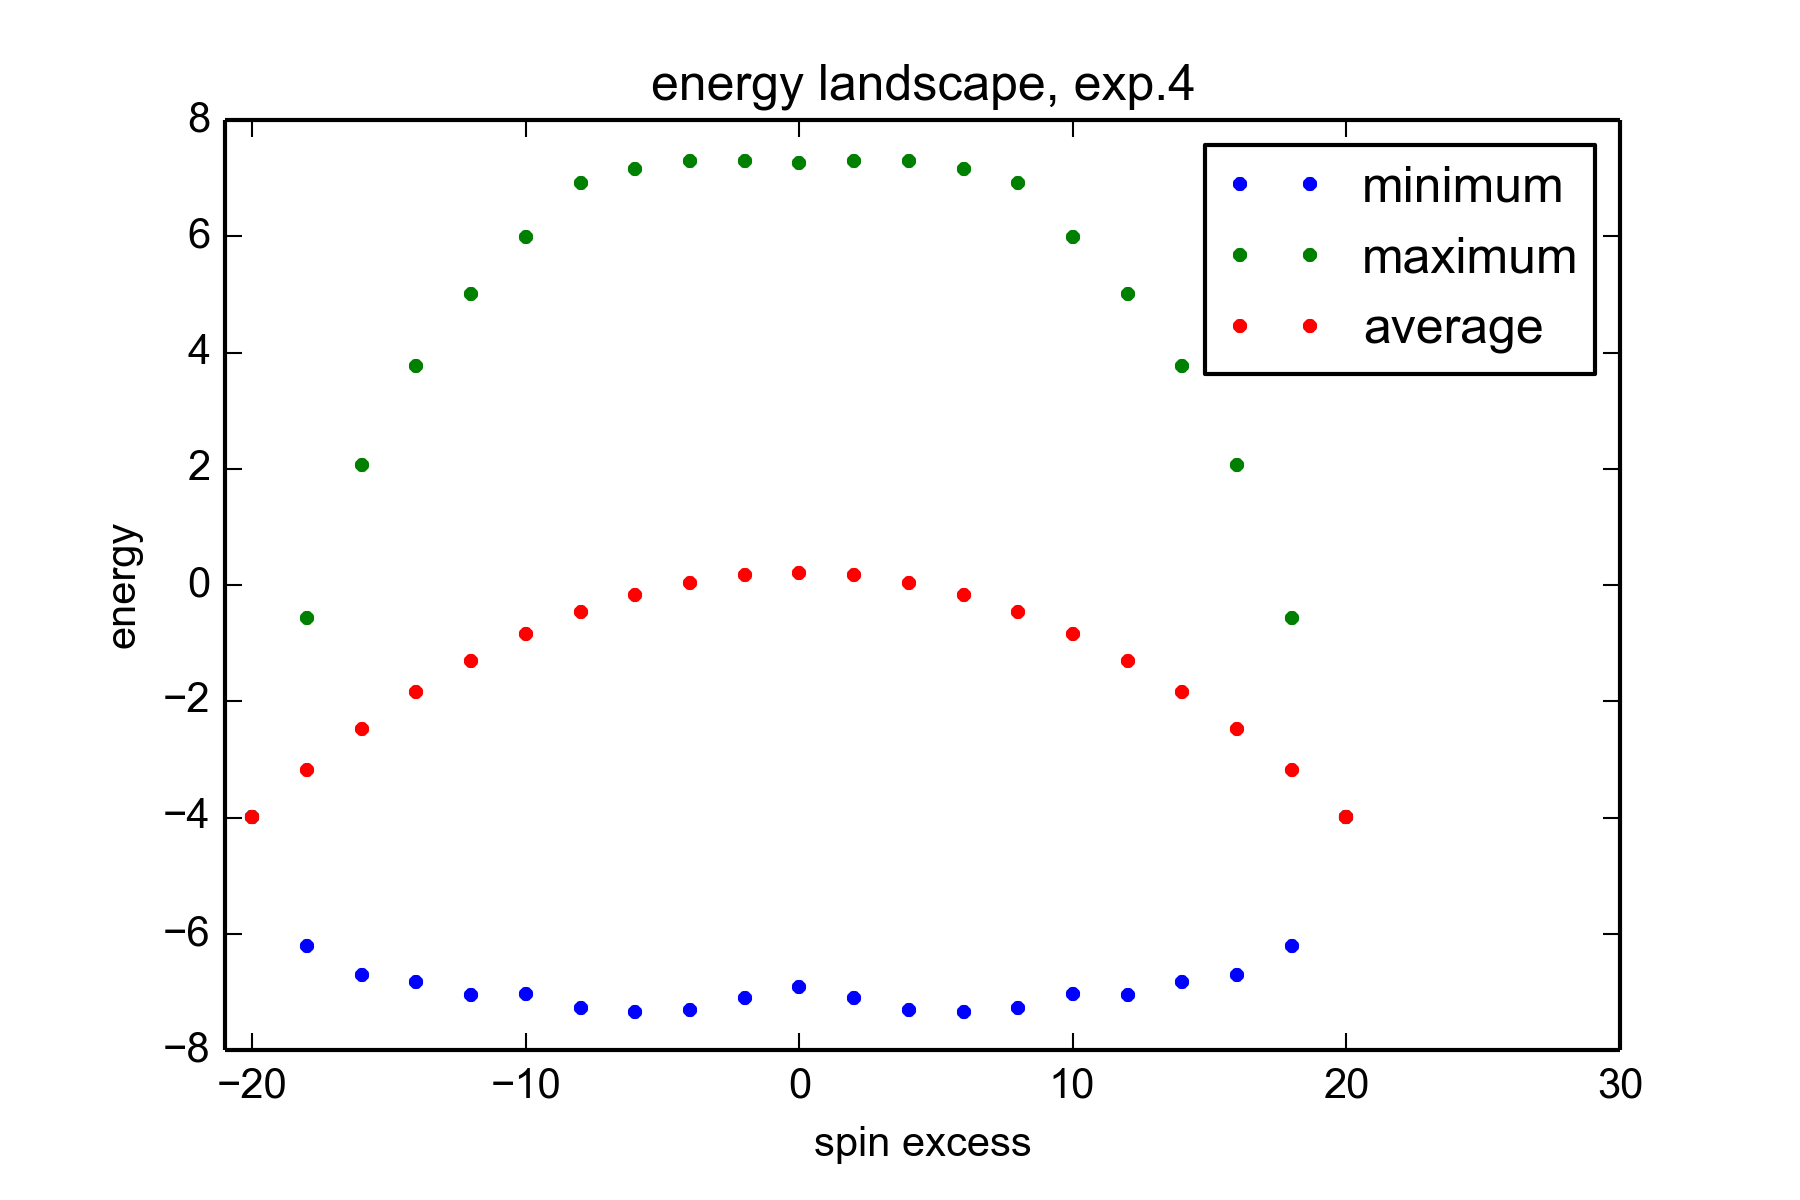 energy landscape, exp.4
8
6
4
2
0
−2
−4
−6
−8
energy
minimum
maximum
average
−20 −10 0 10 20 30
spin excess